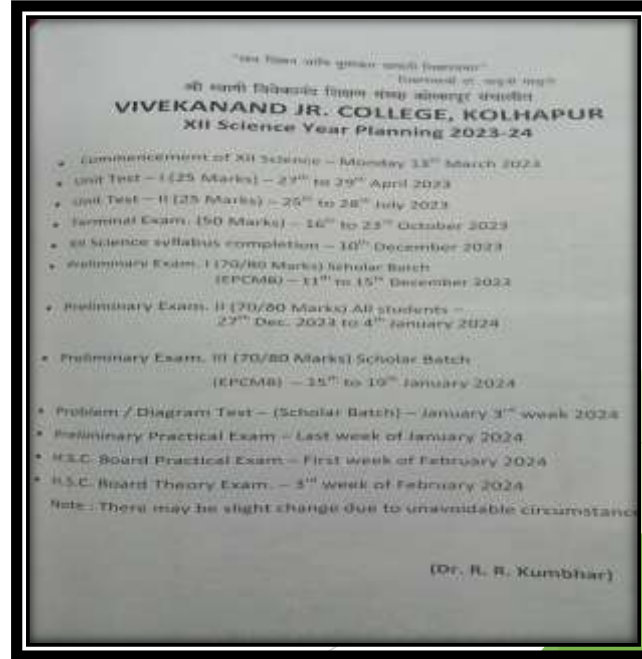 श्री स्वामी विवेकानंद शिक्षण संस्था कोल्हापूर संचालीत
VIVEKANAND JR. COLLEGE, KOLHAPUR
XII Science Year Planning 2023-24
• Commencement of XII Science – Monday 13th March 2023
• Unit Test – I (25 Marks) – 27th to 29th April 2023
• Unit Test – II (25 Marks) – 25th to 28th July 2023
• Terminal Exam. (50 Marks) – 16th to 23rd October 2023
• XII Science syllabus completion – 10th December 2023
• Preliminary Exam. I (70/80 Marks) Scholar Batch
(EPCMB) – 11th to 15th December 2023
• Preliminary Exam. II (70/80 Marks) All students –
27th Dec. 2023 to 4th January 2024
• Preliminary Exam. III (70/80 Marks) Scholar Batch
(EPCMB) – 15th to 19th January 2024
• Problem / Diagram Test – (Scholar Batch) – January 3rd week 2024
• Preliminary Practical Exam – Last week of January 2024
• H.S.C. Board Practical Exam – First week of February 2024
• H.S.C. Board Theory Exam. – 3rd week of February 2024
Note : There may be slight change due to unavoidable circumstanc
(Dr. R. R. Kumbhar)